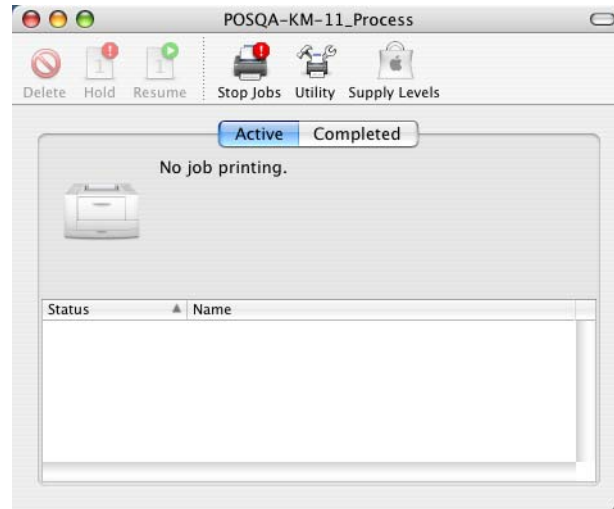 POSQA-KM-11_Process
Delete Hold Resume Stop Jobs Utility Supply Levels
Active Completed
No job printing.
Status Name